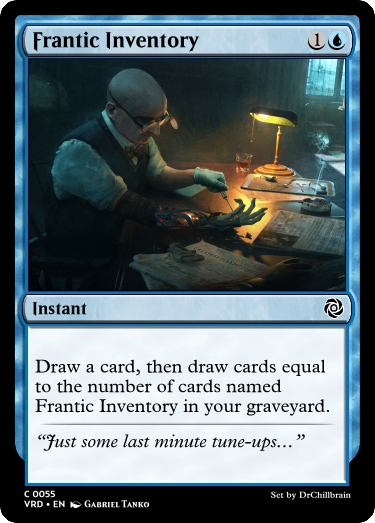 Frantic Inventory 1
Instant
Draw a card, then draw cards equal
to the number of cards named
Frantic Inventory in your graveyard.
“Just some last minute tune-ups…”
C 0055
Set by DrChillbrain
VRD • EN Gabriel Tanko